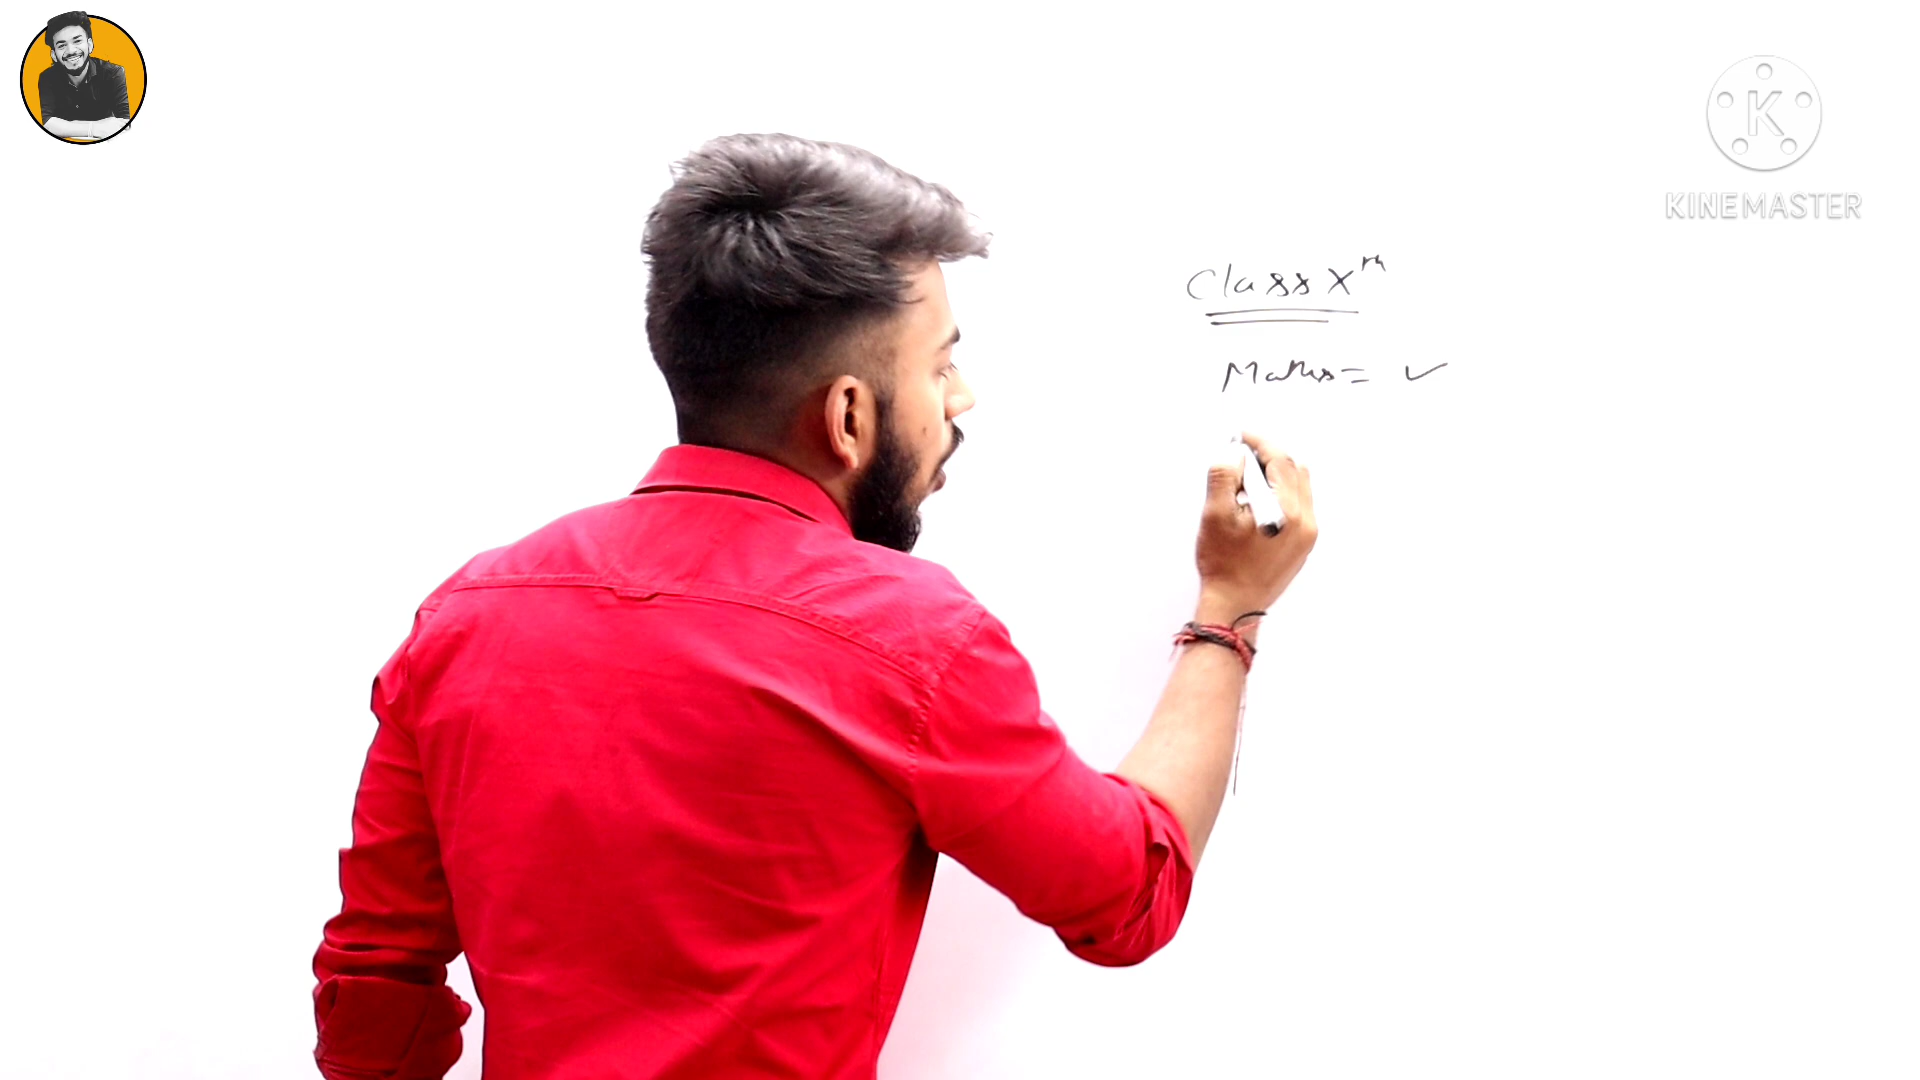 KINEMASTER
Class Xth
Maths = ✓